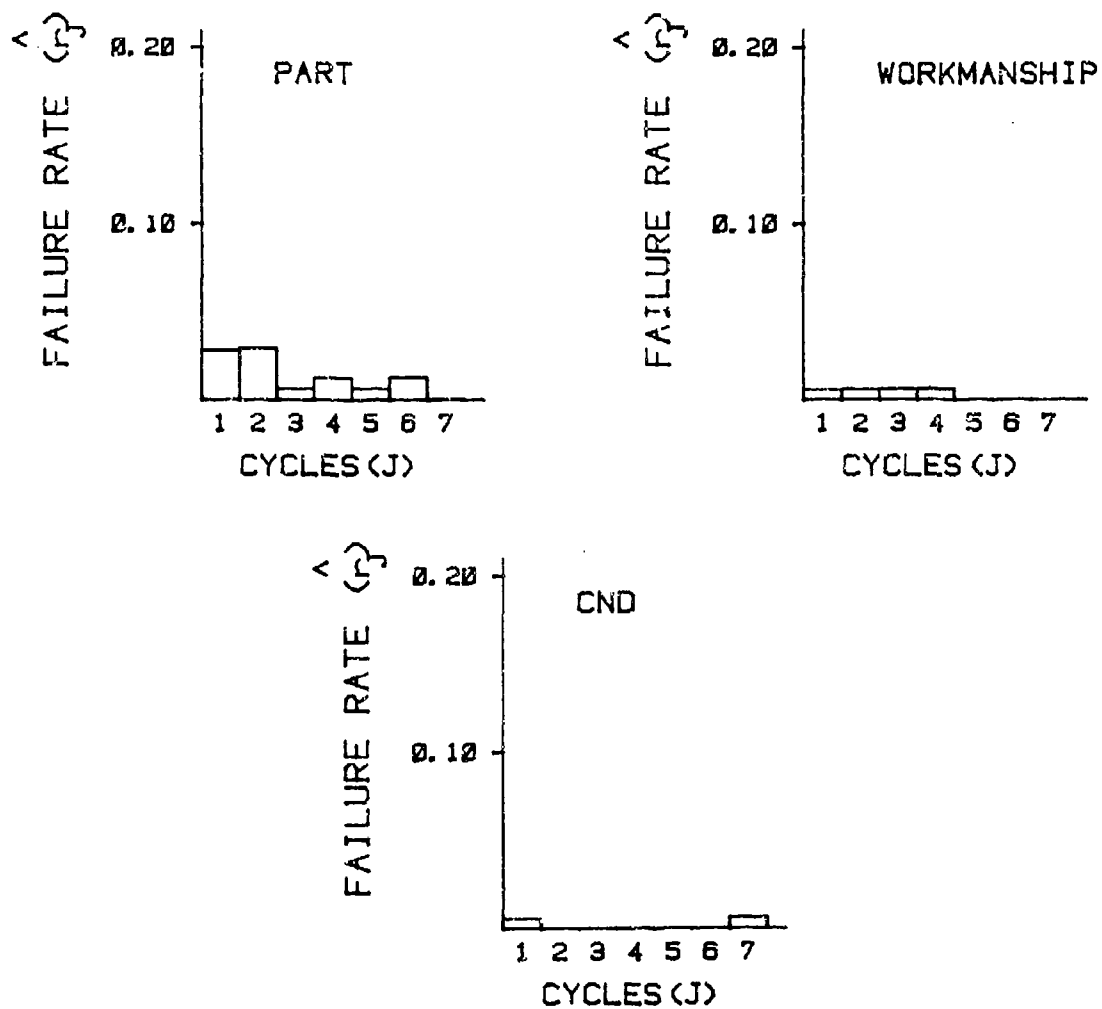 FAILURE RATE (r̂j)
0.20
PART
0.10
1 2 3 4 5 6 7
CYCLES(J)
FAILURE RATE (r̂j)
0.20
WORKMANSHIP
0.10
1 2 3 4 5 6 7
CYCLES(J)
FAILURE RATE (r̂j)
0.20
CND
0.10
1 2 3 4 5 6 7
CYCLES(J)